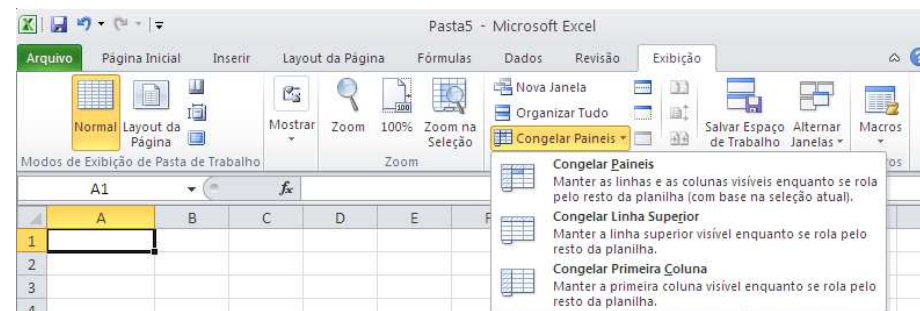 Pasta5 - Microsoft Excel
Arquivo Página Inicial Inserir Layout da Página Fórmulas Dados Revisão Exibição
Normal Layout da Página
Mostrar
Zoom 100% Zoom na Seleção
Nova Janela
Organizar Tudo
Congelar Paineis
Salvar Espaço de Trabalho
Alternar Janelas
Macros
Modos de Exibição de Pasta de Trabalho Zoom
A1 fx
A B C D E
1
2
3
Congelar Paineis
Manter as linhas e as colunas visíveis enquanto se rola
pelo resto da planilha (com base na seleção atual).
Congelar Linha Superior
Manter a linha superior visível enquanto se rola pelo
resto da planilha.
Congelar Primeira Coluna
Manter a primeira coluna visível enquanto se rola pelo
resto da planilha.